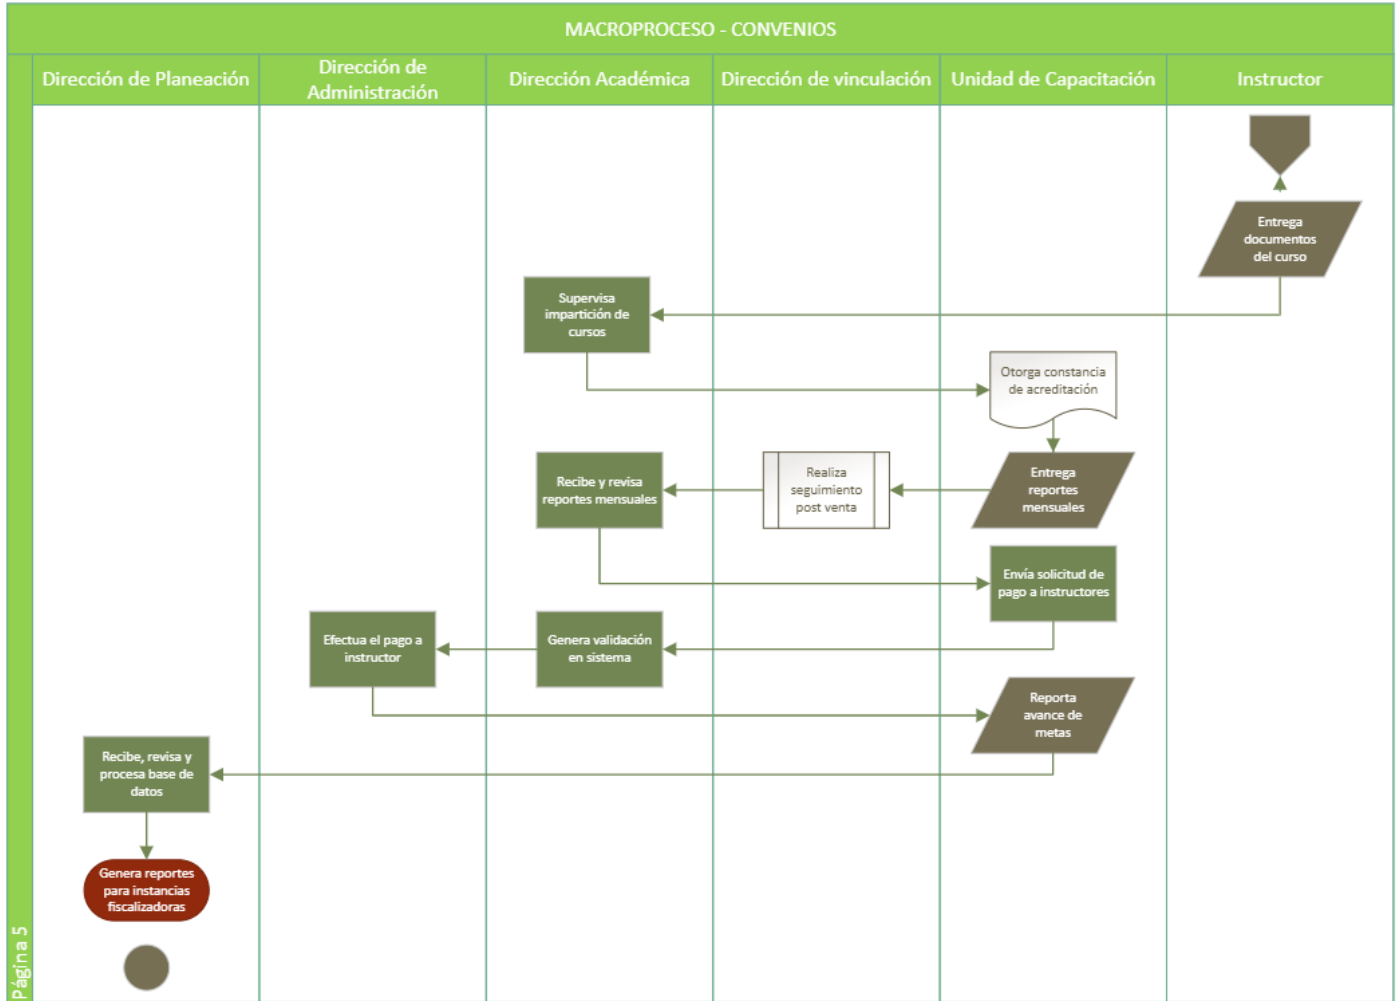 MACROPROCESO - CONVENIOS
Dirección de Planeación
Dirección de
Administración
Dirección Académica
Dirección de vinculación
Unidad de Capacitación
Instructor
Entrega
documentos
del curso
Supervisa
impartición de
cursos
Otorga constancia
de acreditación
Entrega
reportes
mensuales
Realiza
seguimiento
post venta
Recibe y revisa
reportes mensuales
Envía solicitud de
pago a instructores
Genera validación
en sistema
Efectua el pago a
instructor
Reporta
avance de
metas
Recibe, revisa y
procesa base de
datos
Genera reportes
para instancias
fiscalizadoras
Página 5